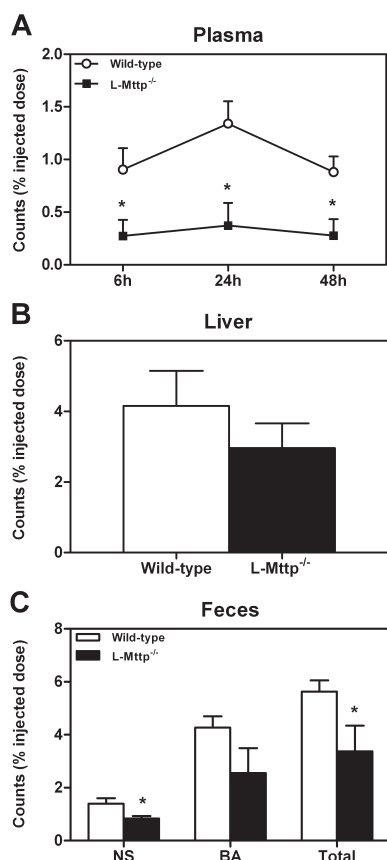 A
Plasma
Counts (% injected dose)
2.0
1.5
1.0
0.5
0.0
Wild-type
L-Mttp-/-
*
*
*
6h
24h
48h
B
Liver
Counts (% injected dose)
6
4
2
0
Wild-type
L-Mttp-/-
C
Feces
Counts (% injected dose)
8
6
4
2
0
Wild-type
L-Mttp-/-
*
*
NS
BA
Total